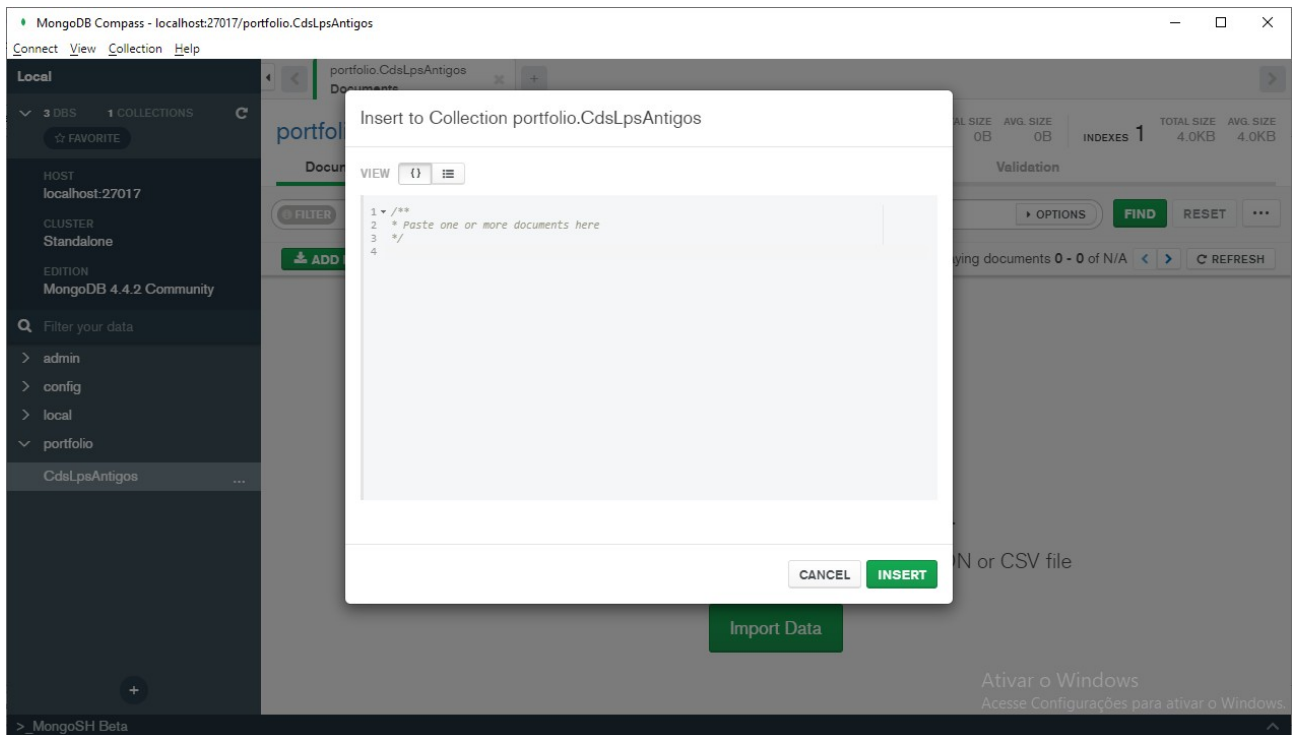 MongoDB Compass - localhost:27017/portfolio.CdsLpsAntigos
Connect View Collection Help
Local
3 DBS 1 COLLECTIONS
FAVORITE
HOST
localhost:27017
CLUSTER
Standalone
EDITION
MongoDB 4.4.2 Community
Filter your data
admin
config
local
portfolio
CdsLpsAntigos ...
+
>_MongoSH Beta
portfolio.CdsLpsAntigos
Documents
+
portfoli
AL SIZE AVG. SIZE
0B 0B
INDEXES 1
TOTAL SIZE AVG. SIZE
4.0KB 4.0KB
Docum
Validation
FILTER
OPTIONS FIND RESET ...
ADD
ying documents 0 - 0 of N/A < > REFRESH
Insert to Collection portfolio.CdsLpsAntigos
VIEW {}
1 /**
2 * Paste one or more documents here
3 */
4
CANCEL INSERT
N or CSV file
Import Data
Ativar o Windows
Acesse Configurações para ativar o Windows.